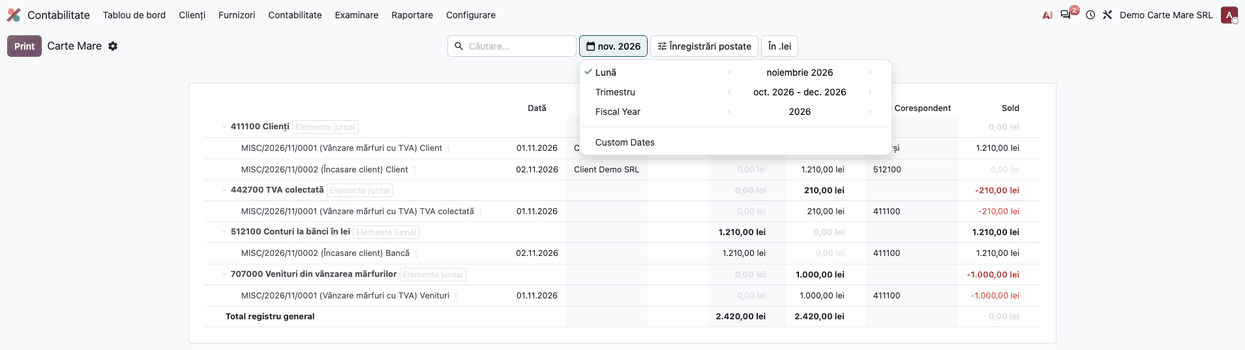 Contabilitate Tablou de bord Clienți Furnizori Contabilitate Examinare Raportare Configurare AI 2 Demo Carte Mare SRL A
Print Carte Mare Căutare... nov. 2026 Înregistrări postate În .lei
Lună noiembrie 2026
Trimestru oct. 2026 - dec. 2026
Fiscal Year 2026
Custom Dates
Dată Corespondent Sold
411100 Clienți Elemente jurnal 0,00 lei
MISC/2026/11/0001 (Vânzare mărfuri cu TVA) Client 01.11.2026 1.210,00 lei
MISC/2026/11/0002 (Încasare client) Client 02.11.2026 Client Demo SRL 0,00 lei 1.210,00 lei 512100 0,00 lei
442700 TVA colectată Elemente jurnal 0,00 lei 210,00 lei -210,00 lei
MISC/2026/11/0001 (Vânzare mărfuri cu TVA) TVA colectată 01.11.2026 0,00 lei 210,00 lei 411100 -210,00 lei
512100 Conturi la bănci în lei Elemente jurnal 1.210,00 lei 0,00 lei 1.210,00 lei
MISC/2026/11/0002 (Încasare client) Bancă 02.11.2026 1.210,00 lei 0,00 lei 411100 1.210,00 lei
707000 Venituri din vânzarea mărfurilor Elemente jurnal 0,00 lei 1.000,00 lei -1.000,00 lei
MISC/2026/11/0001 (Vânzare mărfuri cu TVA) Venituri 01.11.2026 0,00 lei 1.000,00 lei 411100 -1.000,00 lei
Total registru general 2.420,00 lei 2.420,00 lei 0,00 lei